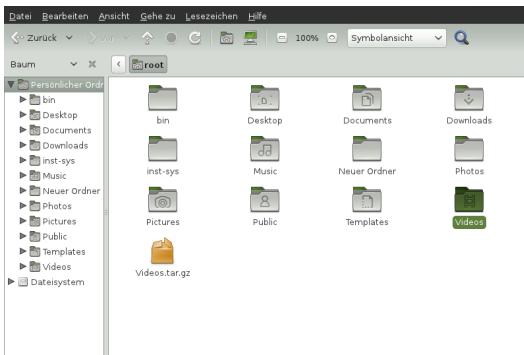 Datei Bearbeiten Ansicht Gehe zu Lesezeichen Hilfe
Zurück 100% Symbolansicht
Baum root
Persönlicher Ordr
bin
Desktop
Documents
Downloads
inst-sys
Music
Neuer Ordner
Photos
Pictures
Public
Templates
Videos
Dateisystem
bin Desktop Documents Downloads
inst-sys Music Neuer Ordner Photos
Pictures Public Templates Videos
Videos.tar.gz